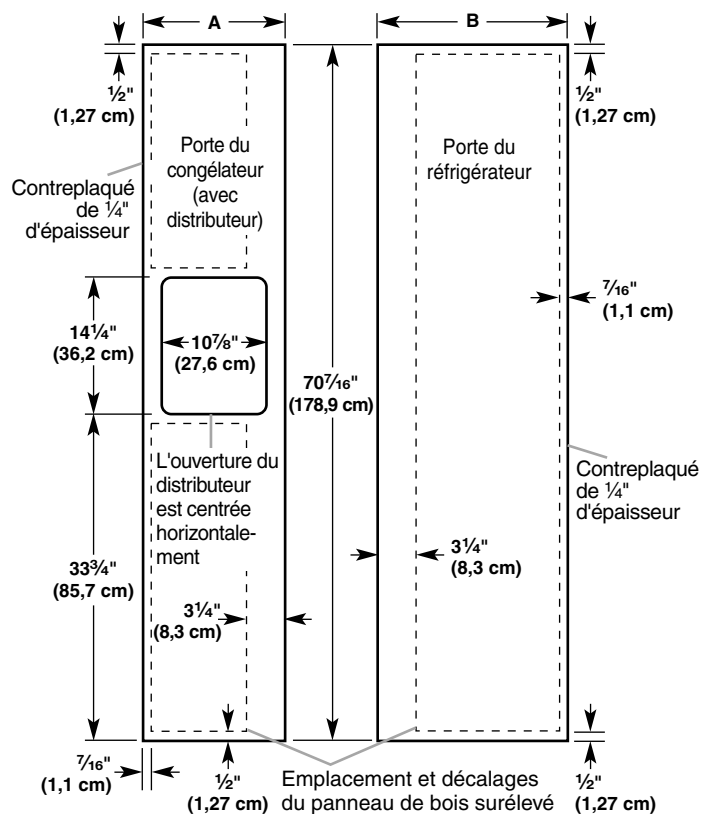 A
B
½"
(1,27 cm)
½"
(1,27 cm)
Porte du
congélateur
(avec
distributeur)
Porte du
réfrigérateur
Contreplaqué
de ¼"
d'épaisseur
7/16"
(1,1 cm)
14¼"
(36,2 cm)
10⅞"
(27,6 cm)
707/16"
(178,9 cm)
L'ouverture du
distributeur
est centrée
horizontale-
ment
Contreplaqué
de ¼"
d'épaisseur
33¾"
(85,7 cm)
3¼"
(8,3 cm)
3¼"
(8,3 cm)
7/16"
(1,1 cm)
½"
(1,27 cm)
Emplacement et décalages
du panneau de bois surélevé
½"
(1,27 cm)